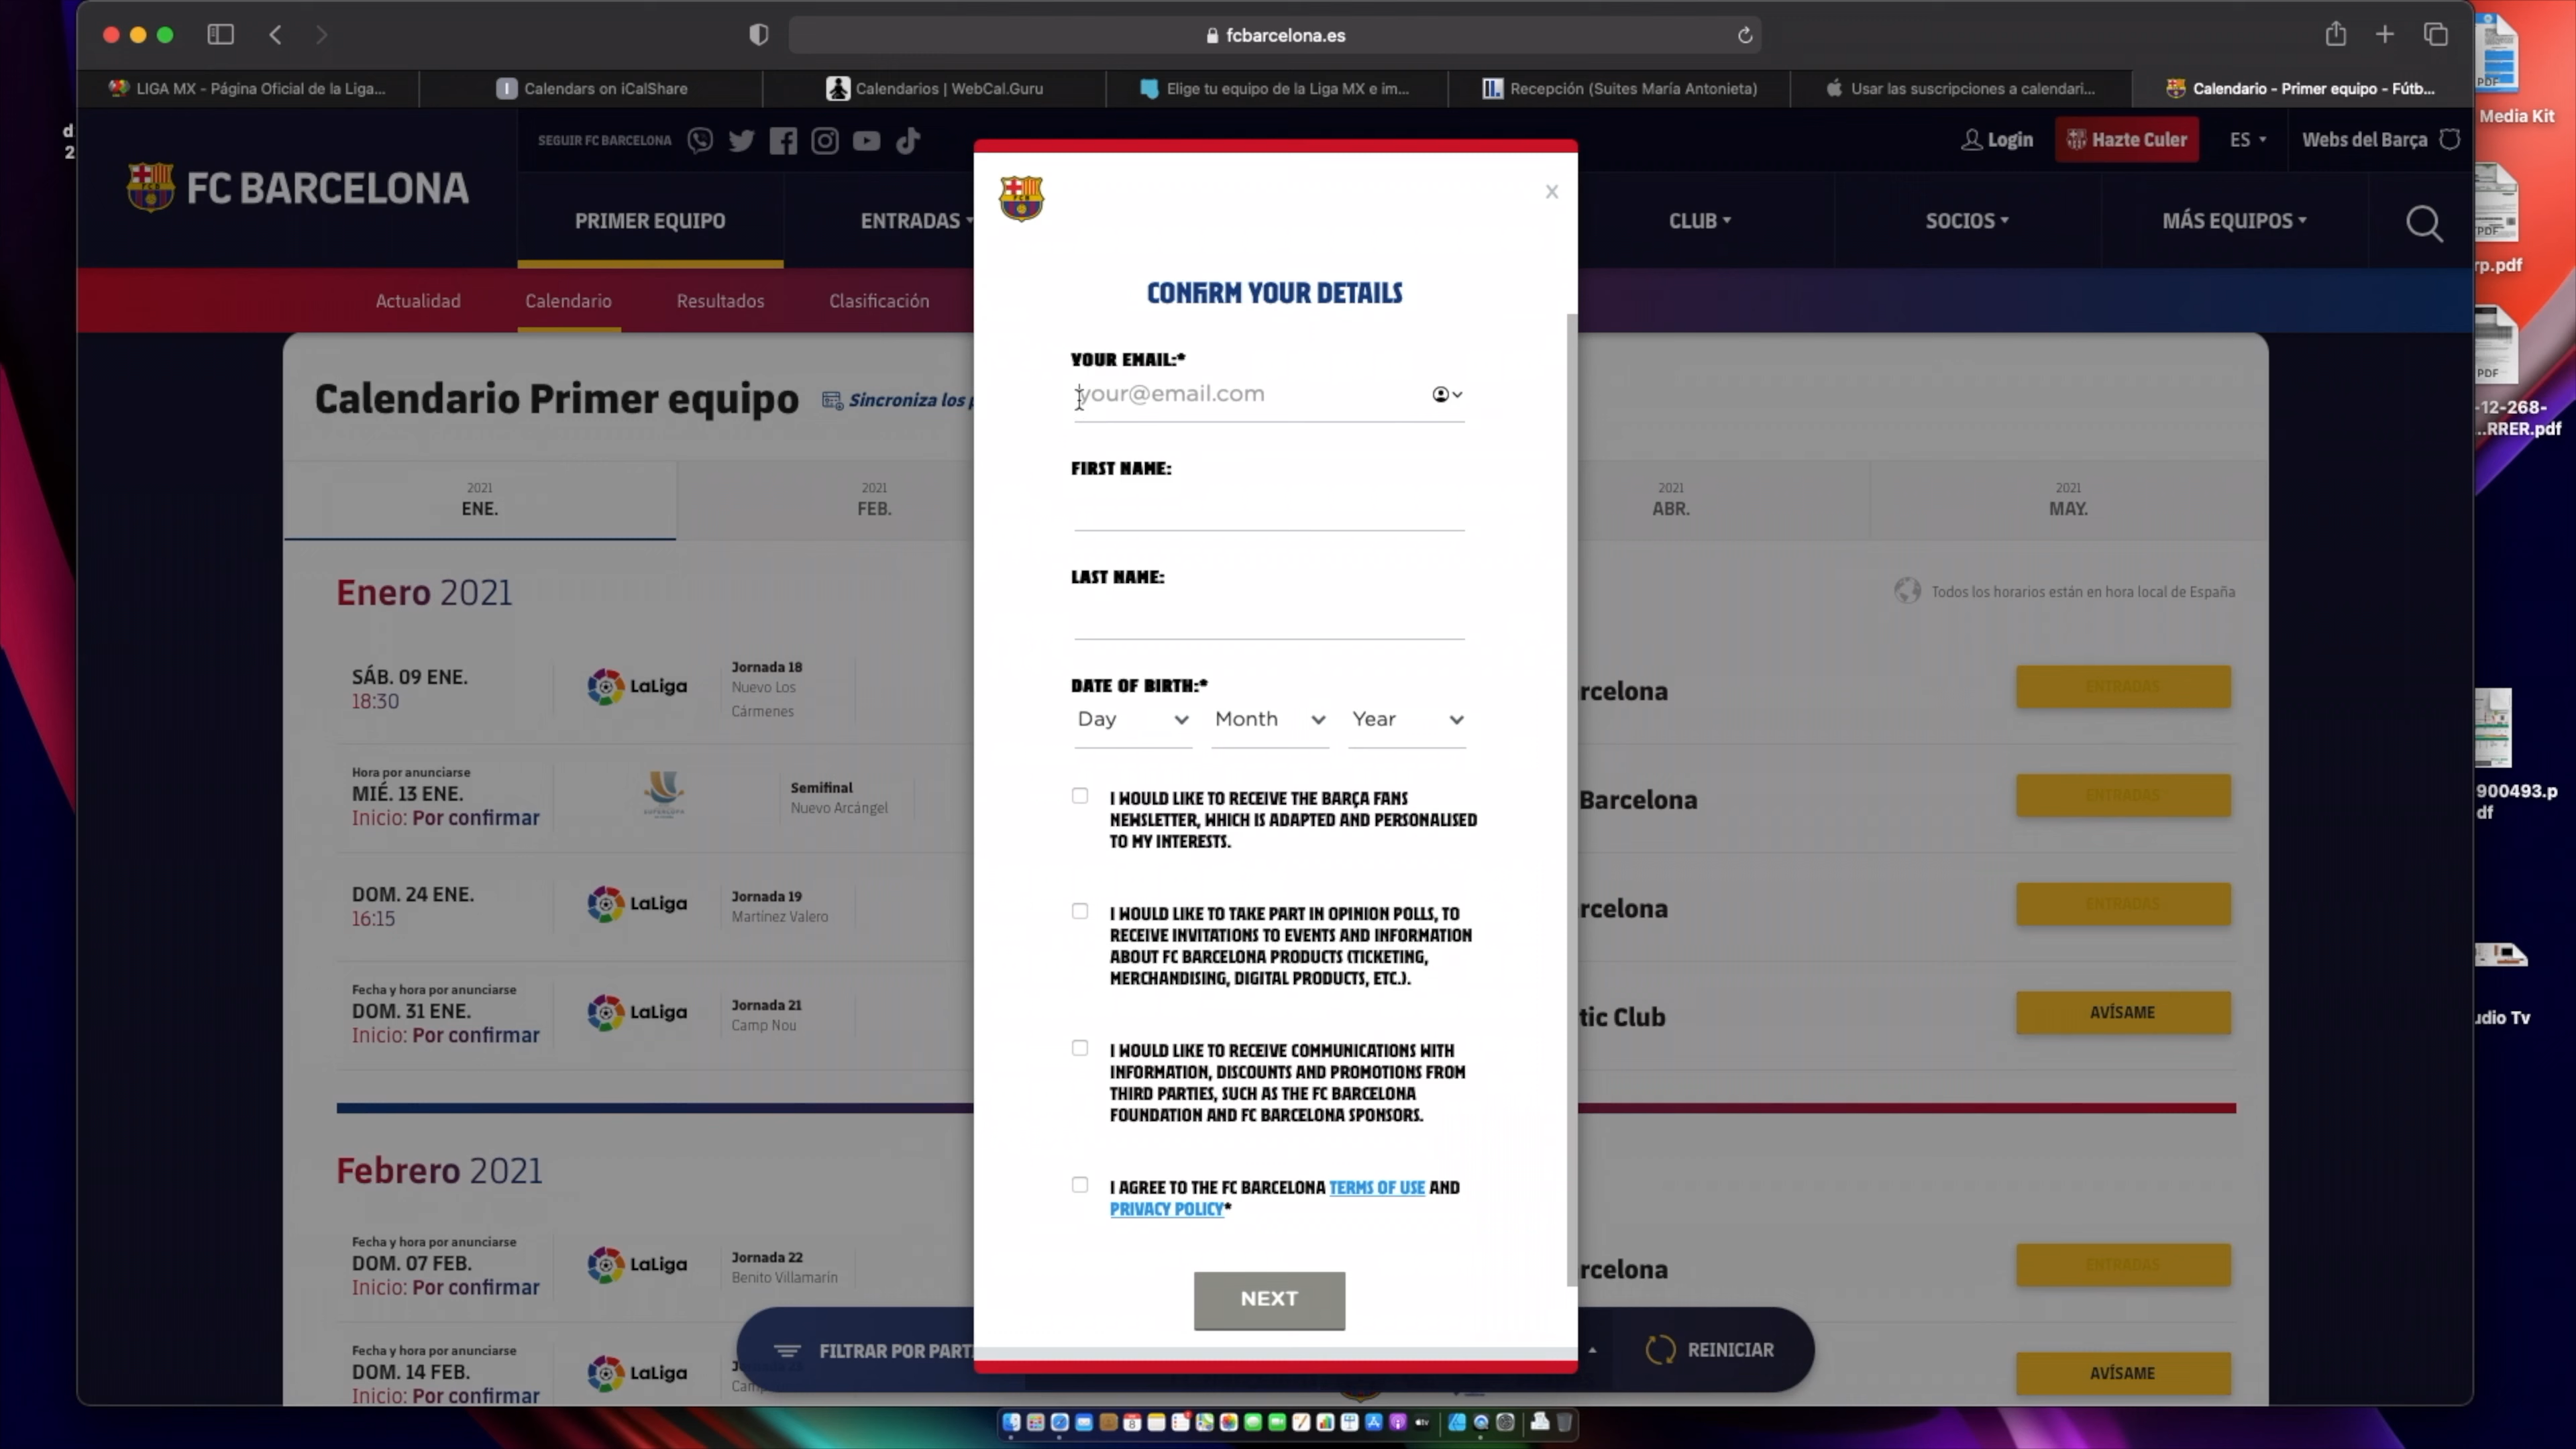 fcbarcelona.es
LIGA MX - Página Oficial de la Liga...
Calendars on iCalShare
Calendarios | WebCal.Guru
Elige tu equipo de la Liga MX e im...
Recepción (Suites María Antonieta)
Usar las suscripciones a calendari...
Calendario - Primer equipo - Fútb...
SEGUIR FC BARCELONA
Login
Hazte Culer
ES
Webs del Barça
FC BARCELONA
PRIMER EQUIPO
ENTRADAS
CLUB
SOCIOS
MÁS EQUIPOS
Actualidad
Calendario
Resultados
Clasificación
Calendario Primer equipo
Sincroniza los
2021
ENE.
2021
FEB.
2021
ABR.
2021
MAY.
Enero 2021
Todos los horarios están en hora local de España
SÁB. 09 ENE.
18:30
LaLiga
Jornada 18
Nuevo Los
Cármenes
rcelona
ENTRADAS
Hora por anunciarse
MIÉ. 13 ENE.
Inicio: Por confirmar
Semifinal
Nuevo Arcángel
Barcelona
ENTRADAS
DOM. 24 ENE.
16:15
LaLiga
Jornada 19
Martínez Valero
rcelona
ENTRADAS
Fecha y hora por anunciarse
DOM. 31 ENE.
Inicio: Por confirmar
LaLiga
Jornada 21
Camp Nou
tic Club
AVÍSAME
Febrero 2021
Fecha y hora por anunciarse
DOM. 07 FEB.
Inicio: Por confirmar
LaLiga
Jornada 22
Benito Villamarín
rcelona
ENTRADAS
Fecha y hora por anunciarse
DOM. 14 FEB.
Inicio: Por confirmar
LaLiga
AVÍSAME
FILTRAR POR PARTI
REINICIAR
x
CONFIRM YOUR DETAILS
YOUR EMAIL:*
your@email.com
FIRST NAME:
LAST NAME:
DATE OF BIRTH:*
Day Month Year
I WOULD LIKE TO RECEIVE THE BARÇA FANS
NEWSLETTER, WHICH IS ADAPTED AND PERSONALISED
TO MY INTERESTS.
I WOULD LIKE TO TAKE PART IN OPINION POLLS, TO
RECEIVE INVITATIONS TO EVENTS AND INFORMATION
ABOUT FC BARCELONA PRODUCTS (TICKETING,
MERCHANDISING, DIGITAL PRODUCTS, ETC.).
I WOULD LIKE TO RECEIVE COMMUNICATIONS WITH
INFORMATION, DISCOUNTS AND PROMOTIONS FROM
THIRD PARTIES, SUCH AS THE FC BARCELONA
FOUNDATION AND FC BARCELONA SPONSORS.
I AGREE TO THE FC BARCELONA TERMS OF USE AND
PRIVACY POLICY*
NEXT
d
2
Media Kit
rp.pdf
PDF
-12-268-
...RRER.pdf
900493.p
df
udio Tv